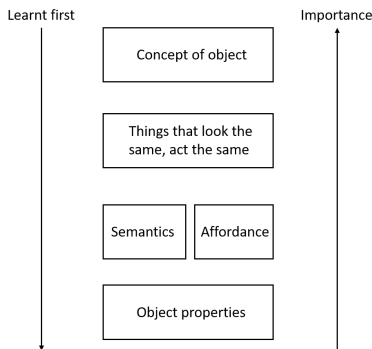 Learnt first
Importance
Concept of object
Things that look the
same, act the same
Semantics
Affordance
Object properties